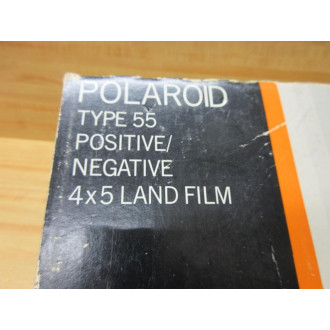 POLAROID
TYPE 55
POSITIVE/
NEGATIVE
4x5 LAND FILM